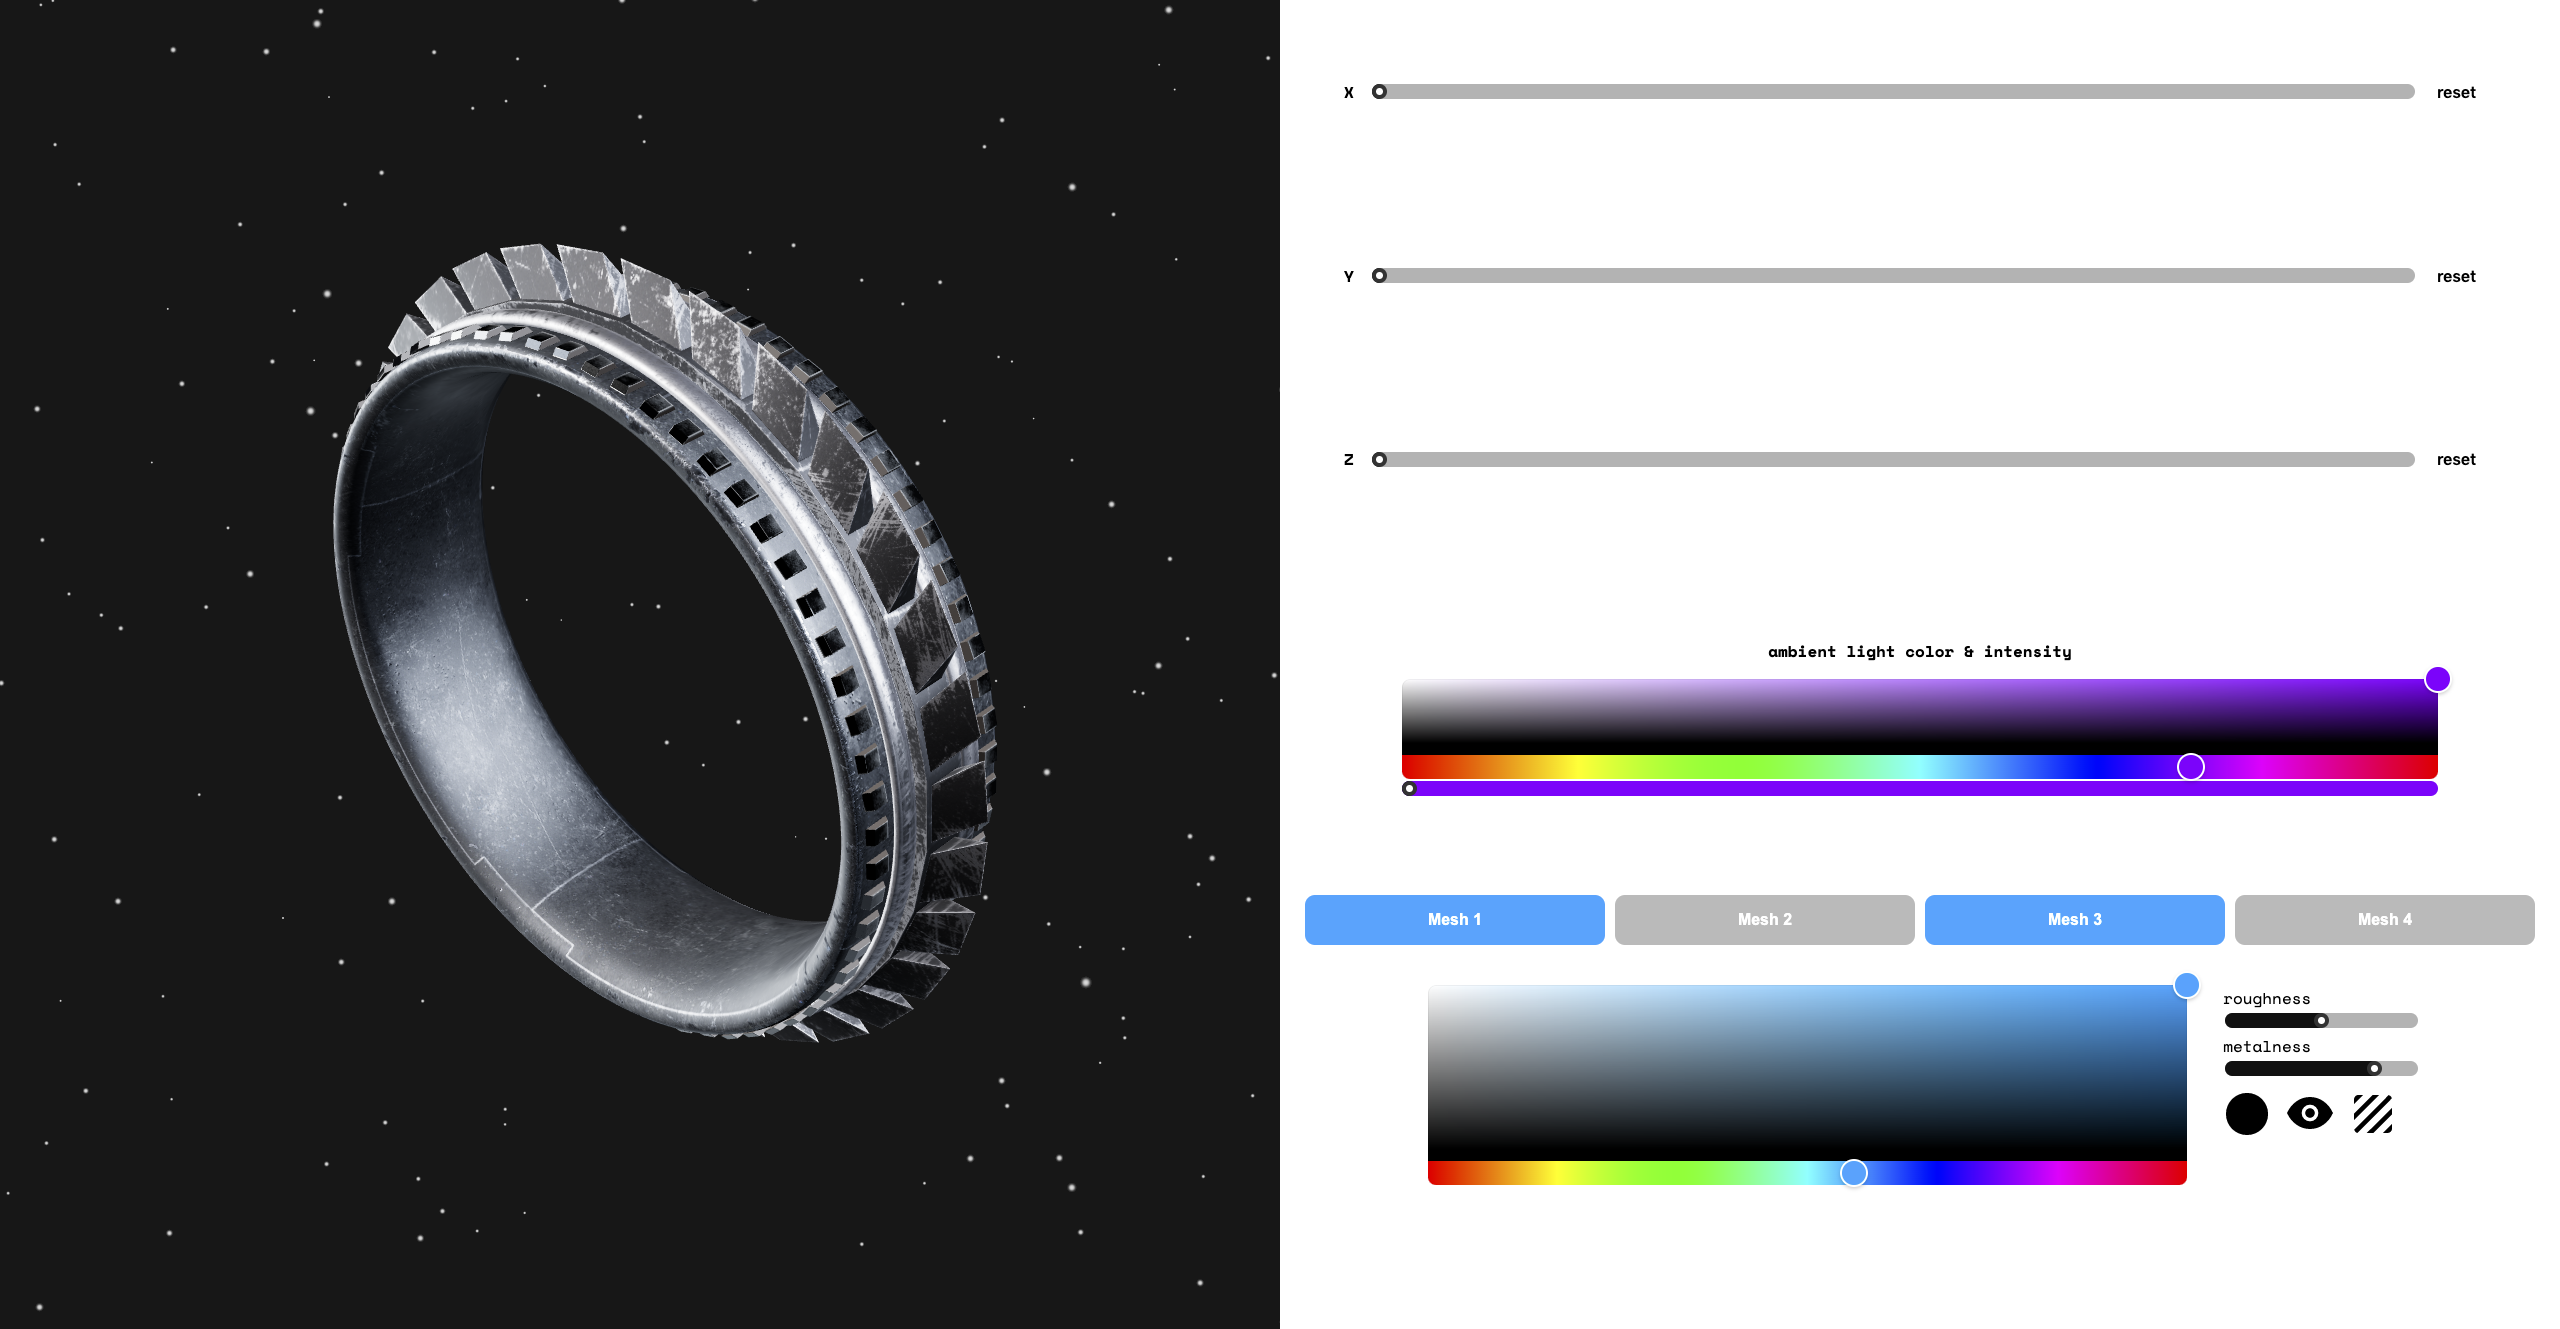 X reset
Y reset
Z reset
ambient light color & intensity
Mesh 1 Mesh 2 Mesh 3 Mesh 4
roughness
metalness